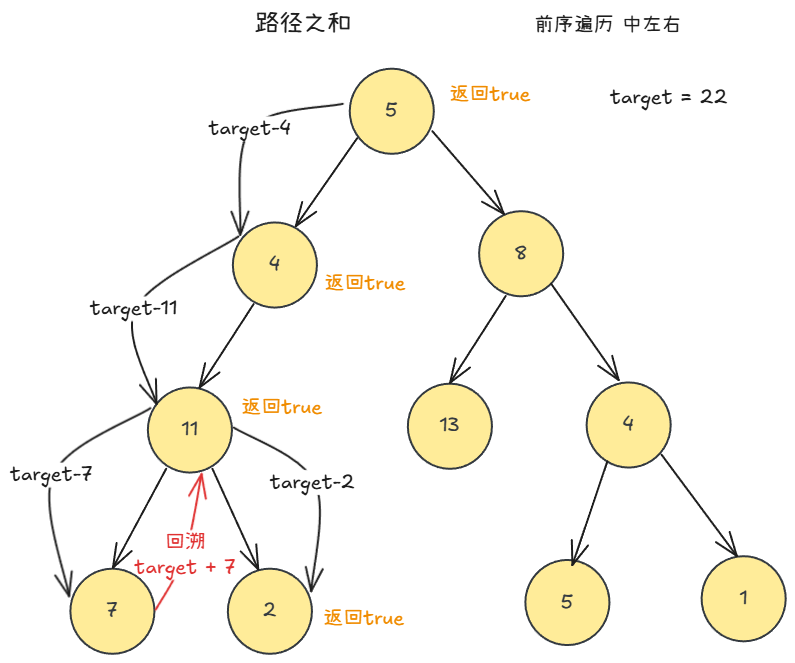 路径之和
前序遍历 中左右
5
返回true
target = 22
target-4
4
返回true
8
target-11
11
返回true
13
4
target-7
target-2
回溯
target + 7
7
2
返回true
5
1